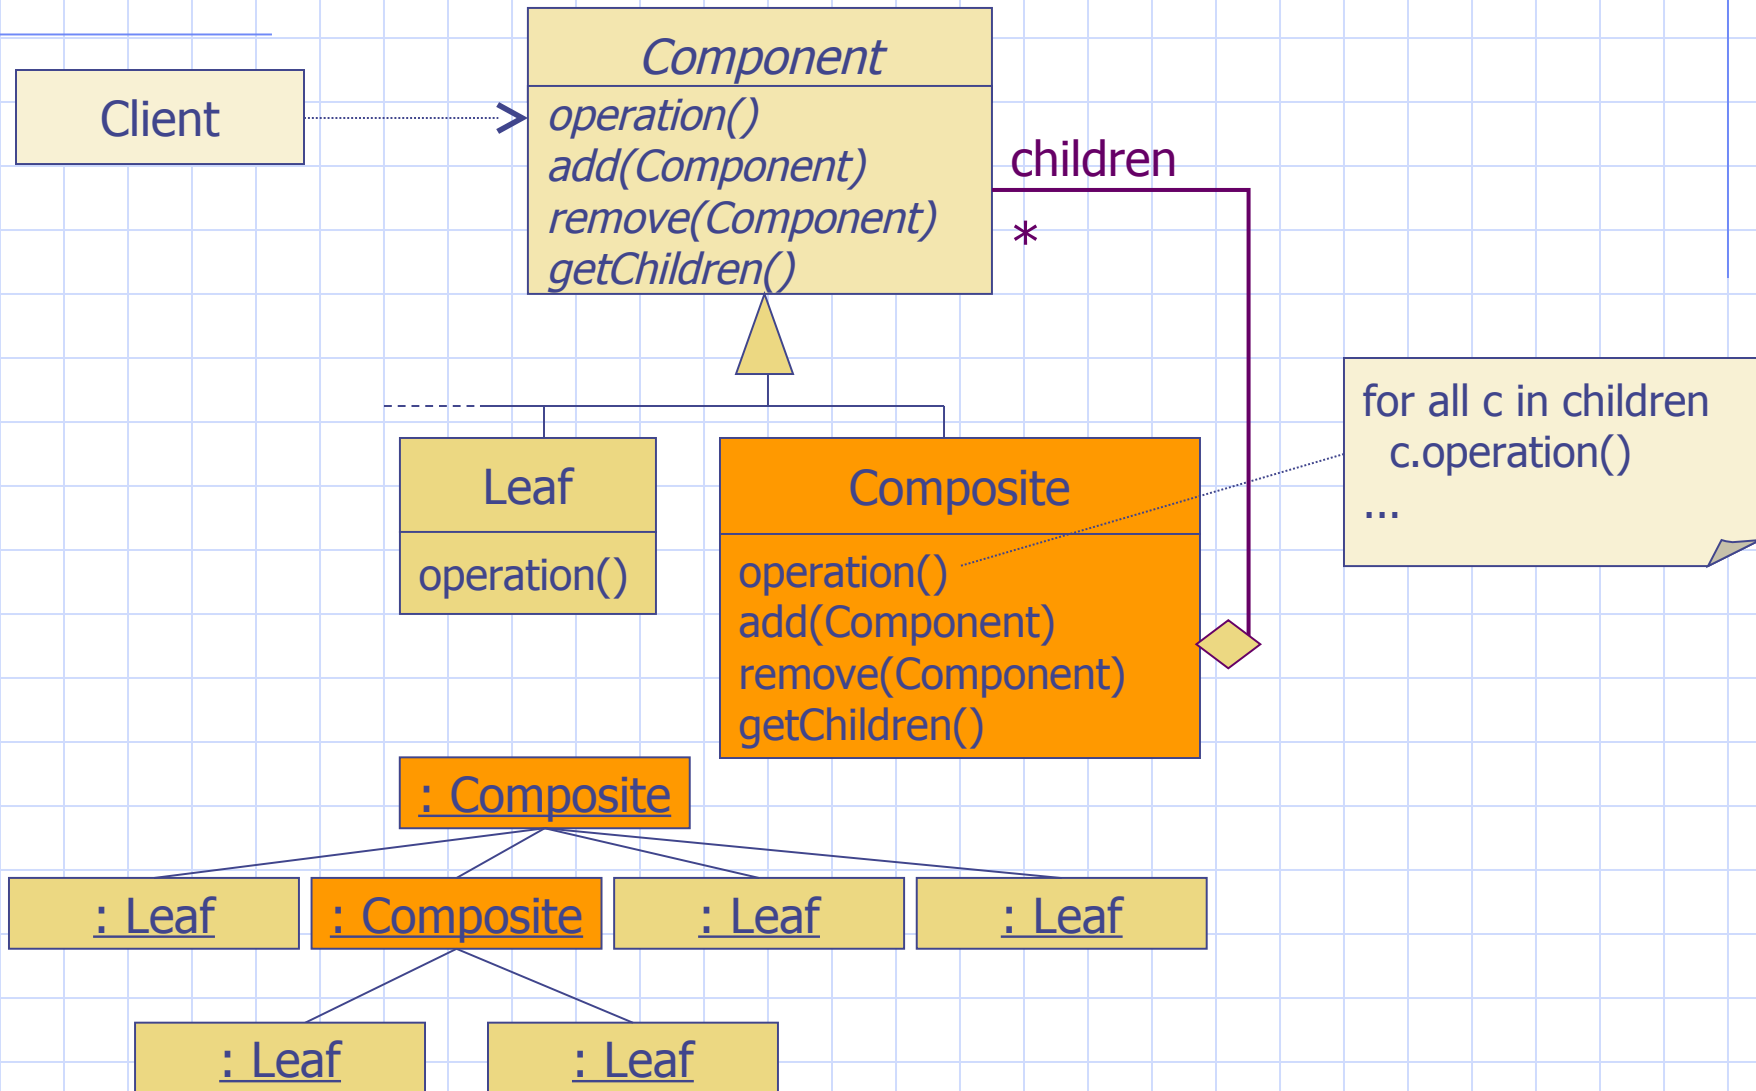 Component
Client
operation()
add(Component)
remove(Component)
getChildren()
children
*
for all c in children
c.operation()
...
Leaf
operation()
Composite
operation()
add(Component)
remove(Component)
getChildren()
: Composite
: Leaf
: Composite
: Leaf
: Leaf
: Leaf
: Leaf